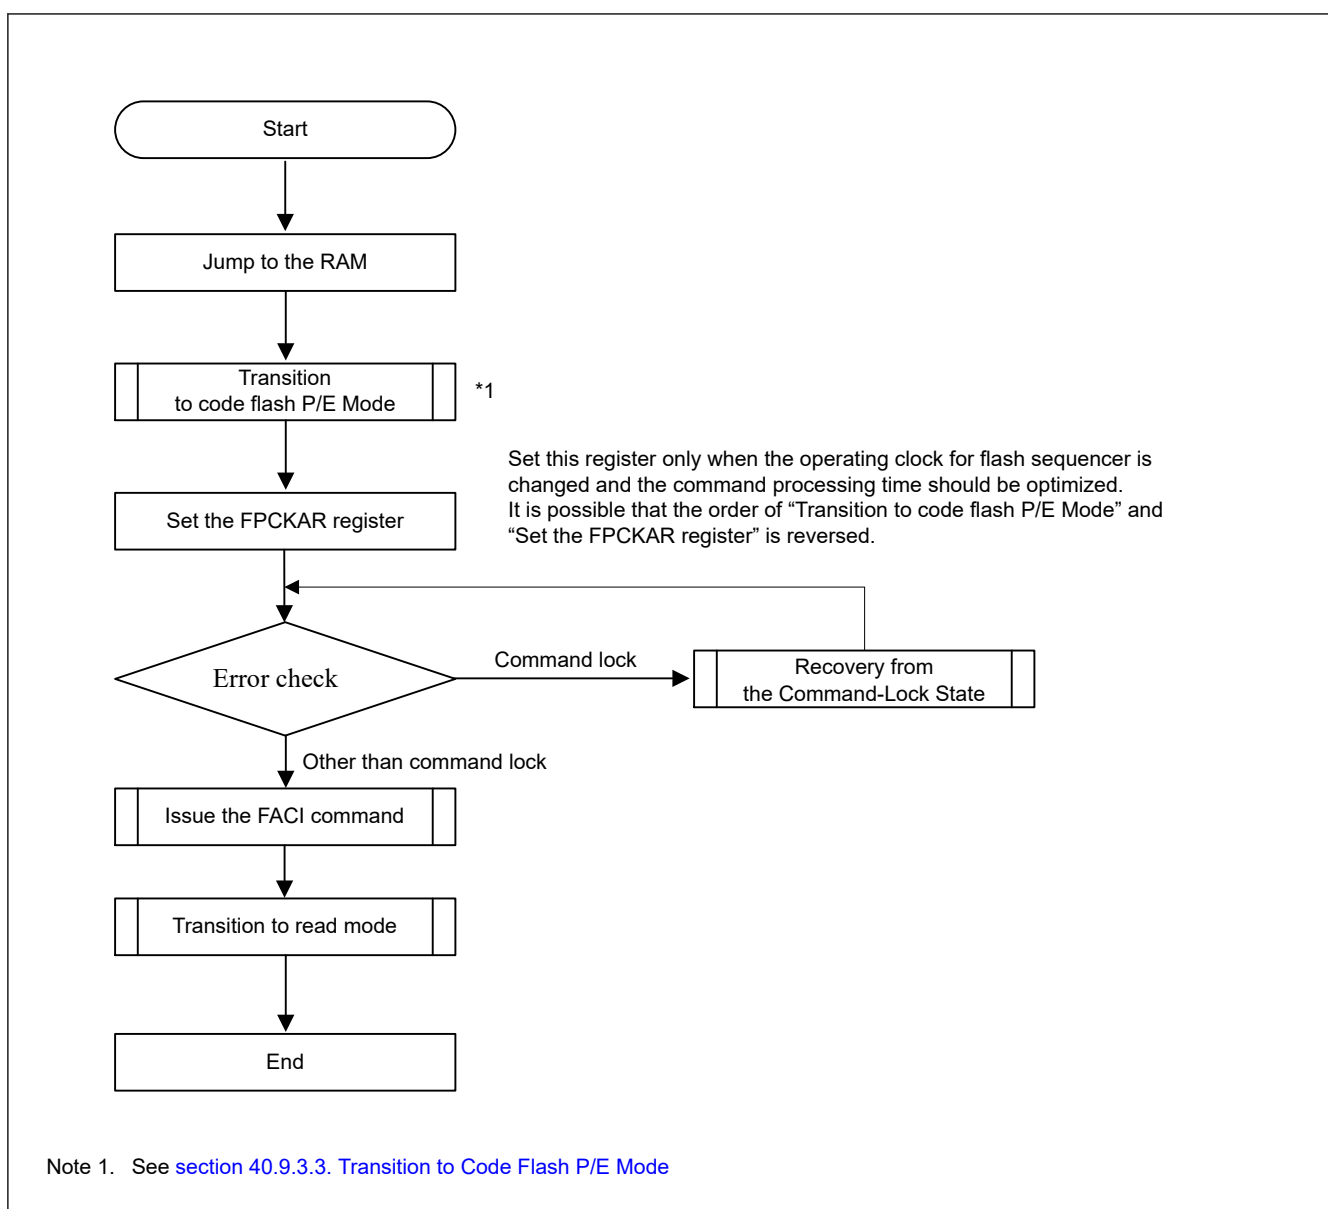 Start
Jump to the RAM
Transition
to code flash P/E Mode
*1
Set this register only when the operating clock for flash sequencer is
changed and the command processing time should be optimized.
It is possible that the order of “Transition to code flash P/E Mode” and
“Set the FPCKAR register” is reversed.
Set the FPCKAR register
Error check
Command lock
Recovery from
the Command-Lock State
Other than command lock
Issue the FACI command
Transition to read mode
End
Note 1. See section 40.9.3.3. Transition to Code Flash P/E Mode